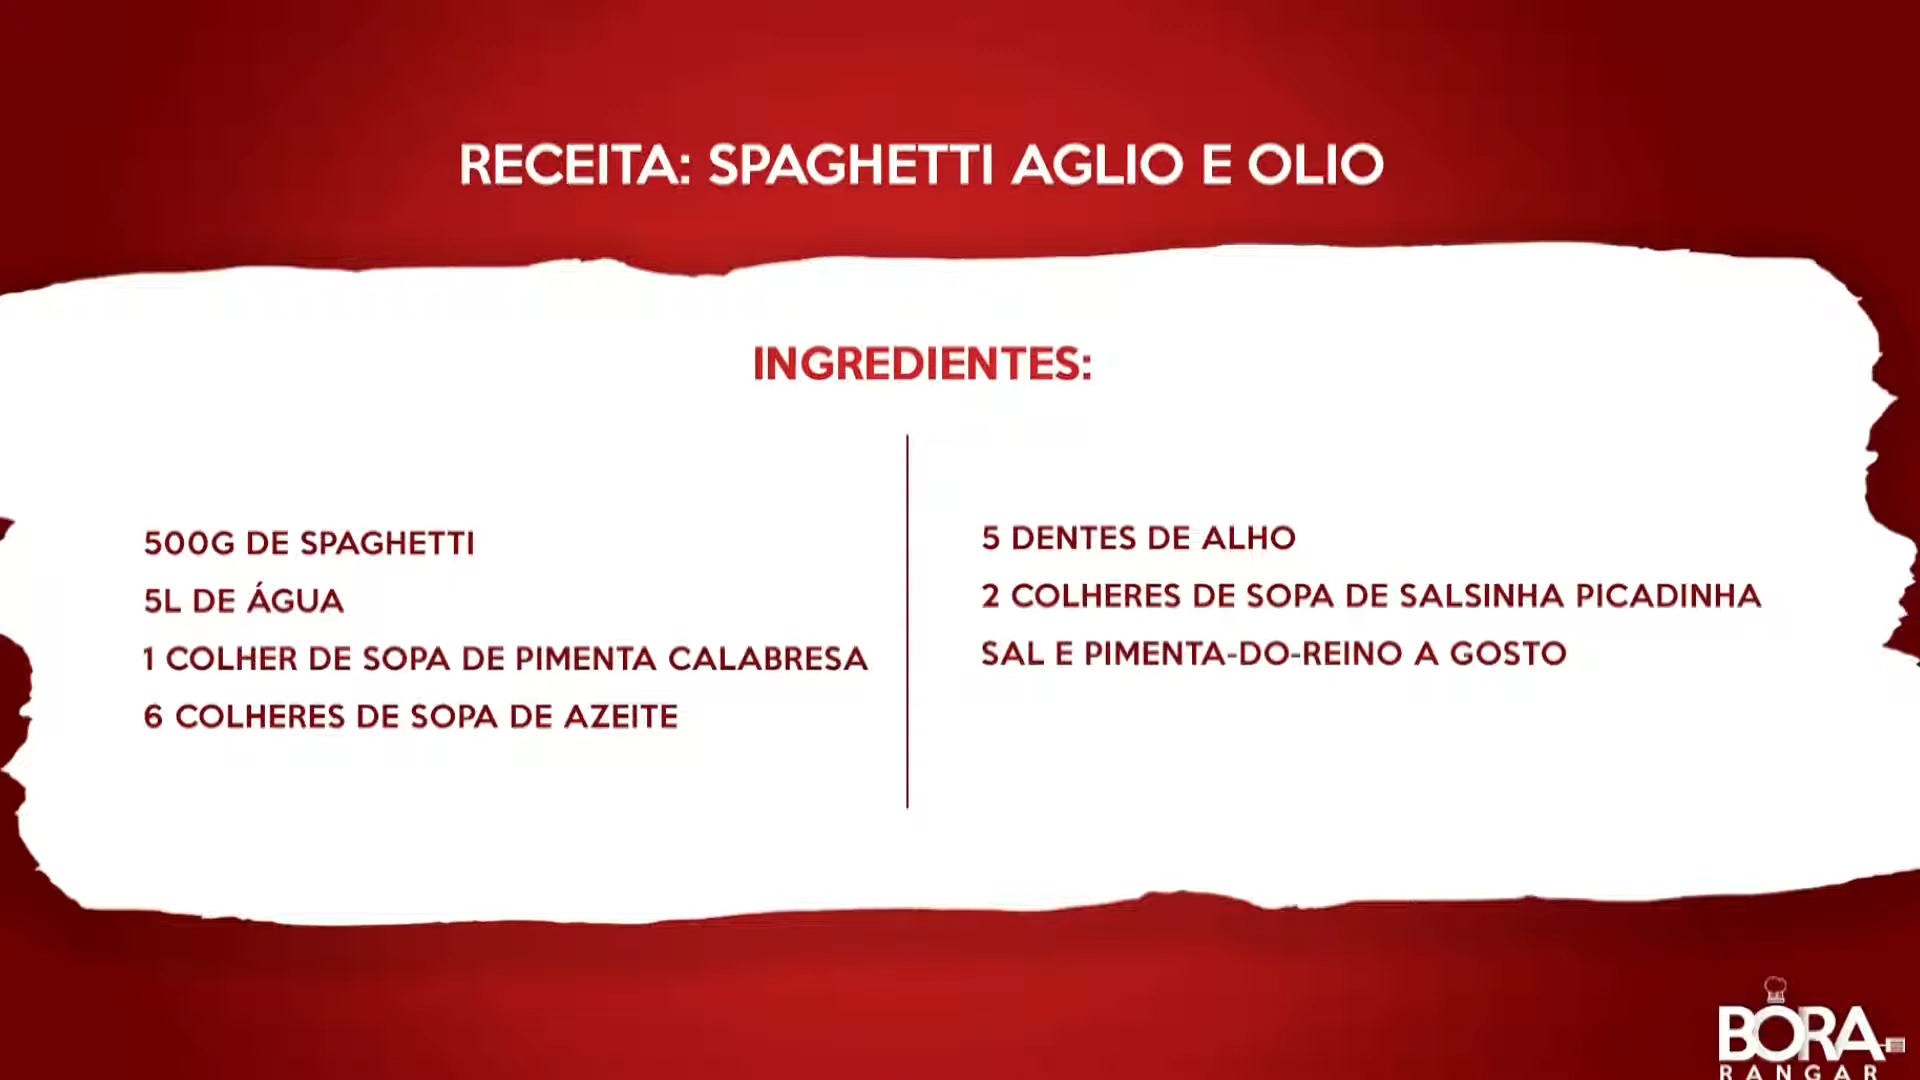 RECEITA: SPAGHETTI AGLIO E OLIO
INGREDIENTES:
500G DE SPAGHETTI
5L DE ÁGUA
1 COLHER DE SOPA DE PIMENTA CALABRESA
6 COLHERES DE SOPA DE AZEITE
5 DENTES DE ALHO
2 COLHERES DE SOPA DE SALSINHA PICADINHA
SAL E PIMENTA-DO-REINO A GOSTO
BORA
RANGAR